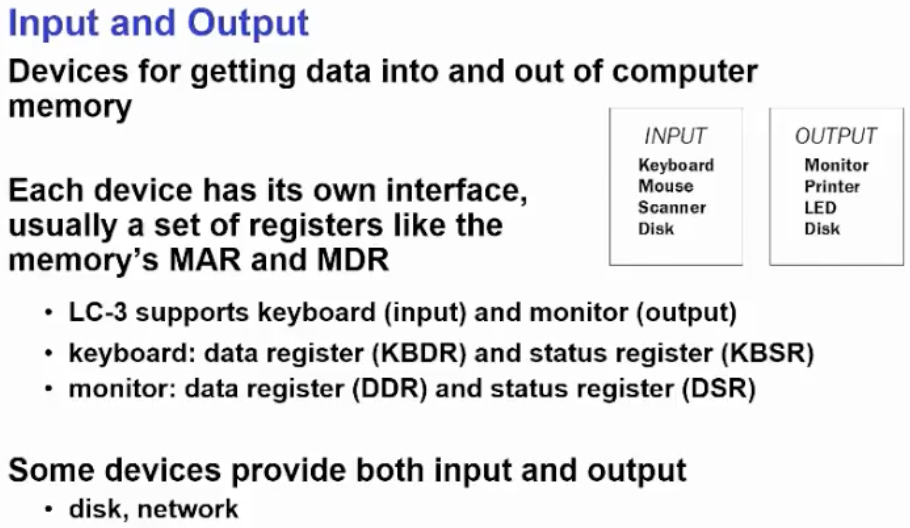 Input and Output
Devices for getting data into and out of computer
memory
INPUT
Keyboard
Mouse
Scanner
Disk
OUTPUT
Monitor
Printer
LED
Disk
Each device has its own interface,
usually a set of registers like the
memory's MAR and MDR
• LC-3 supports keyboard (input) and monitor (output)
• keyboard: data register (KBDR) and status register (KBSR)
• monitor: data register (DDR) and status register (DSR)
Some devices provide both input and output
• disk, network